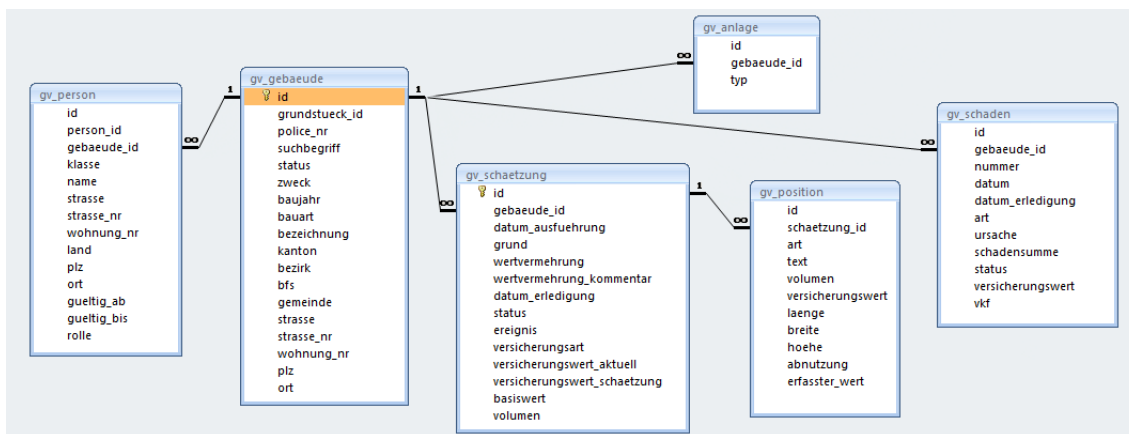 gv_person
id
person_id
gebaeude_id
klasse
name
strasse
strasse_nr
wohnung_nr
land
plz
ort
gueltig_ab
gueltig_bis
rolle
∞
1
gv_gebaeude
id
grundstueck_id
police_nr
suchbegriff
status
zweck
baujahr
bauart
bezeichnung
kanton
bezirk
bfs
gemeinde
strasse
strasse_nr
wohnung_nr
plz
ort
1
∞
gv_schaetzung
id
gebaeude_id
datum_ausfuehrung
grund
wertvermehrung
wertvermehrung_kommentar
datum_erledigung
status
ereignis
versicherungsart
versicherungswert_aktuell
versicherungswert_schaetzung
basiswert
volumen
∞
gv_anlage
id
gebaeude_id
typ
1
∞
gv_position
id
schaetzung_id
art
text
volumen
versicherungswert
laenge
breite
hoehe
abnutzung
erfasster_wert
∞
gv_schaden
id
gebaeude_id
nummer
datum
datum_erledigung
art
ursache
schadensumme
status
versicherungswert
vkf